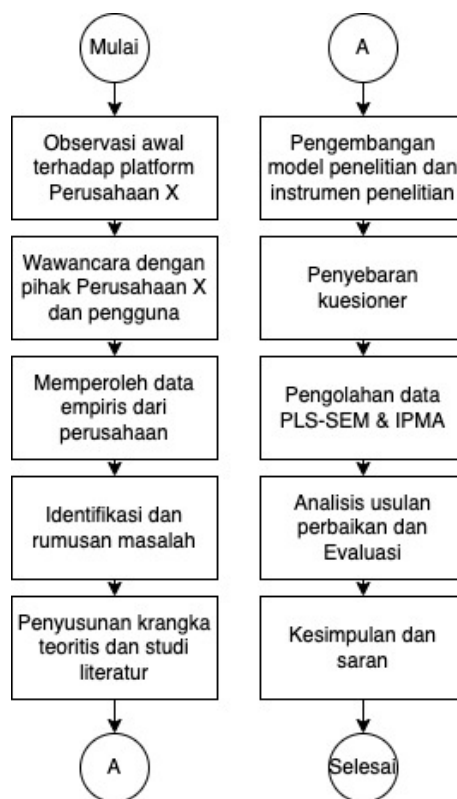 Mulai
Observasi awal
terhadap platform
Perusahaan X
Wawancara dengan
pihak Perusahaan X
dan pengguna
Memperoleh data
empiris dari
perusahaan
Identifikasi dan
rumusan masalah
Penyusunan krangka
teoritis dan studi
literatur
A
A
Pengembangan
model penelitian dan
instrumen penelitian
Penyebaran
kuesioner
Pengolahan data
PLS-SEM & IPMA
Analisis usulan
perbaikan dan
Evaluasi
Kesimpulan dan
saran
Selesai